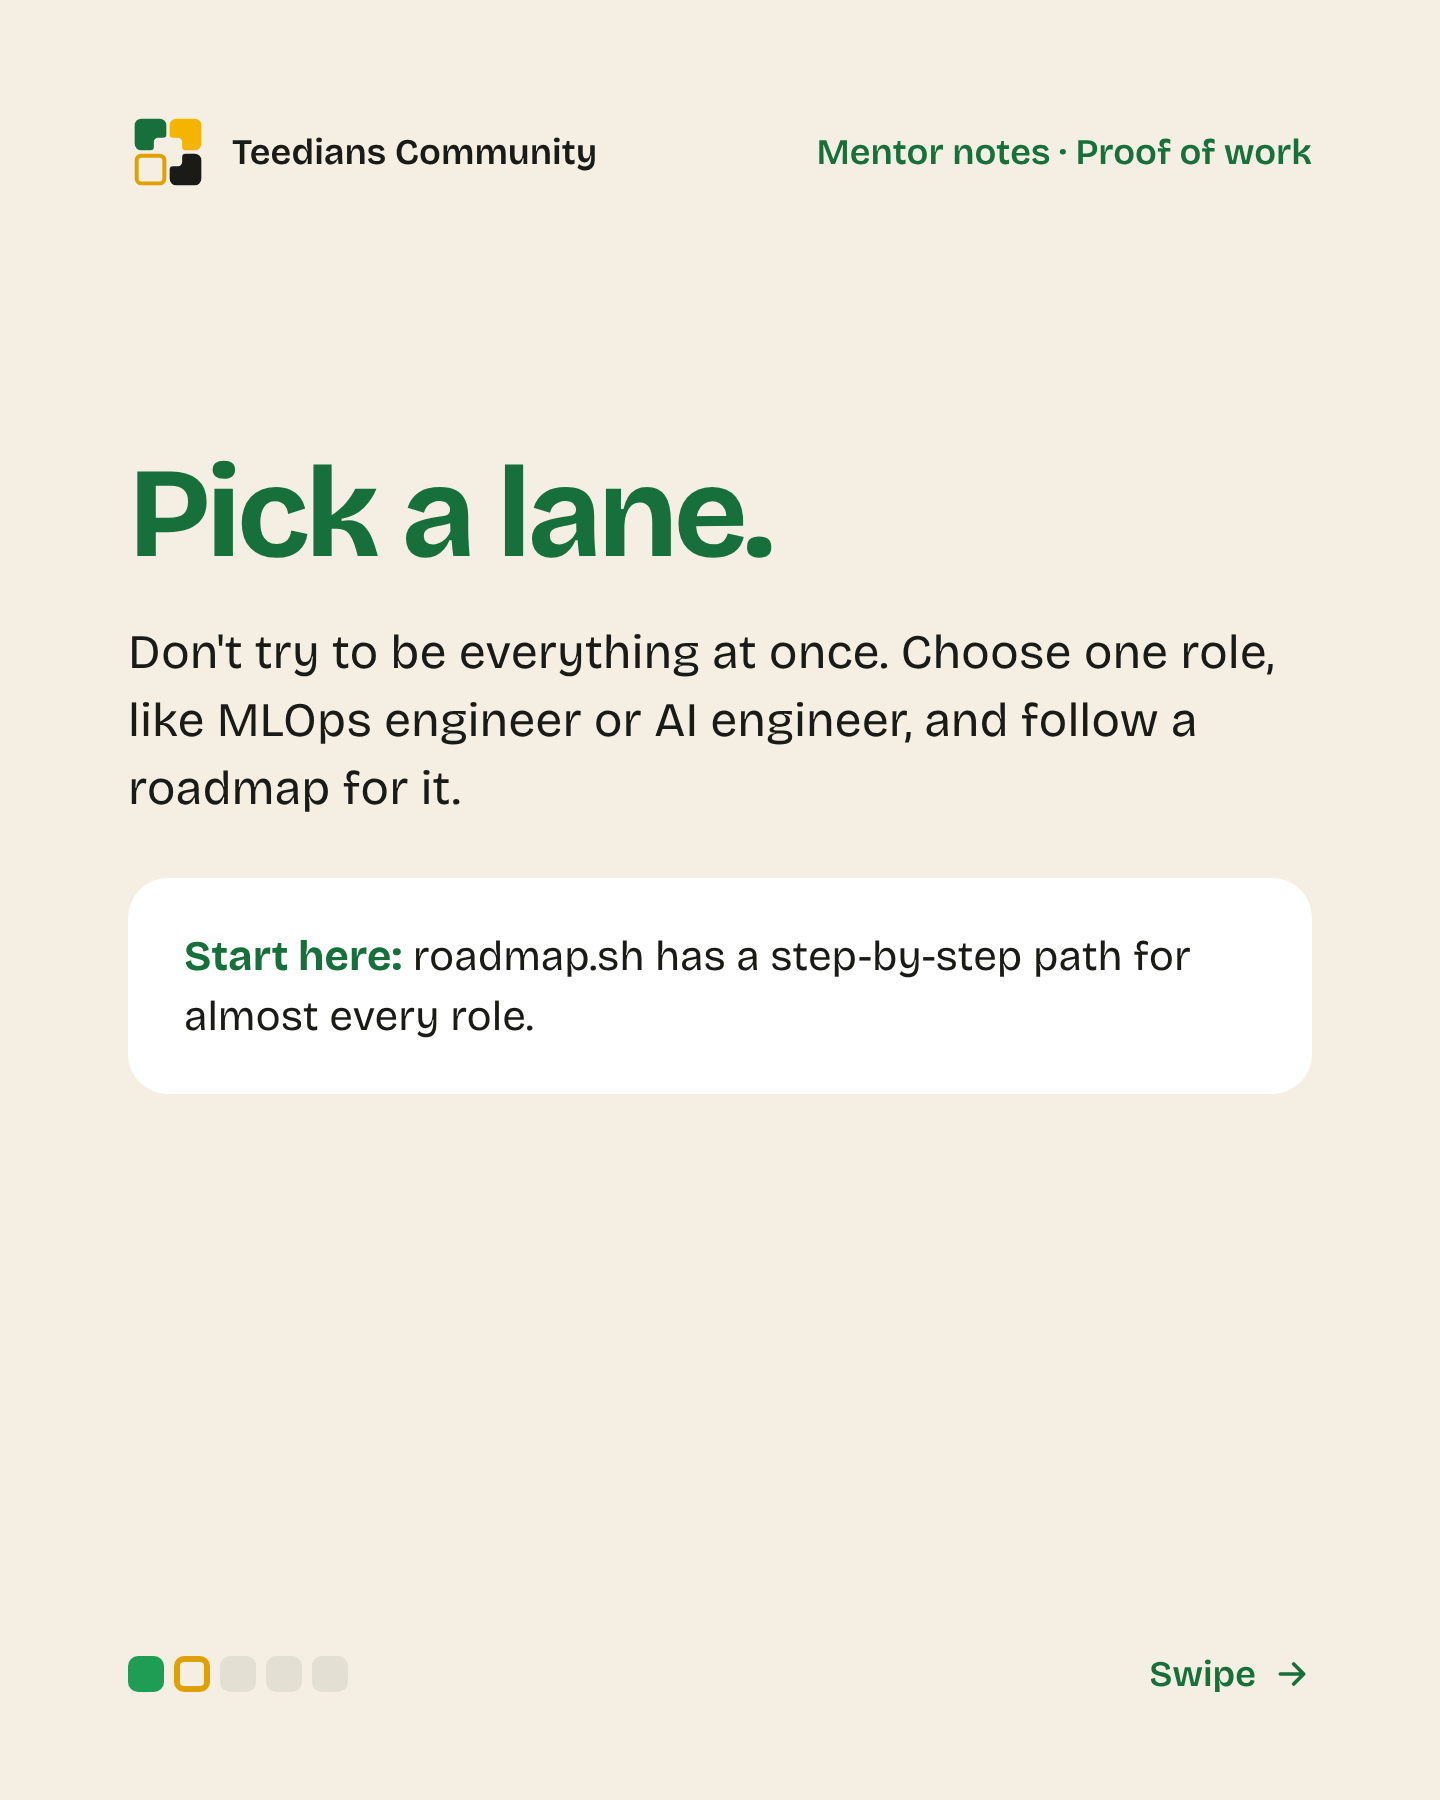 Teedians Community
Mentor notes · Proof of work
Pick a lane.
Don't try to be everything at once. Choose one role,
like MLOps engineer or AI engineer, and follow a
roadmap for it.
Start here: roadmap.sh has a step-by-step path for
almost every role.
Swipe →